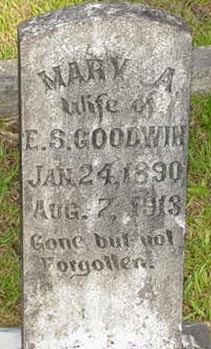 MARY A.
Wife of
E.S. GOODWIN
JAN. 24, 1890
AUG. 7, 1913
Gone but not
Forgotten.